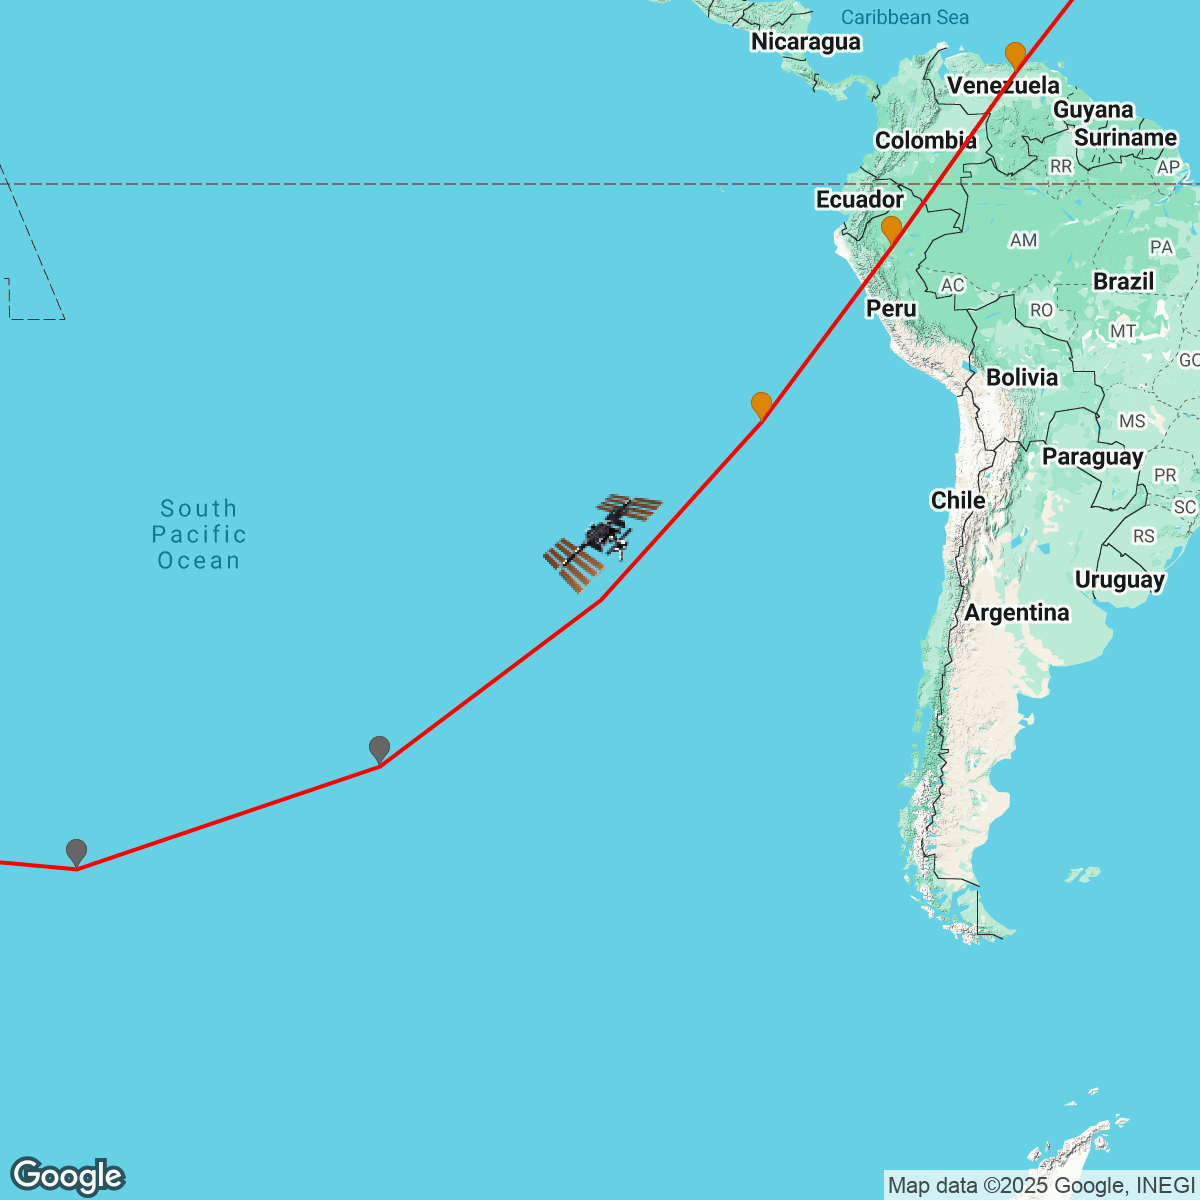 Caribbean Sea
Nicaragua
Venezuela
Guyana
Colombia
Suriname
RR
AP
Ecuador
AM
PA
Brazil
AC
Peru
RO
MT
GO
Bolivia
MS
Paraguay
PR
Chile
SC
South
Pacific
Ocean
RS
Uruguay
Argentina
Google
Map data ©2025 Google, INEGI